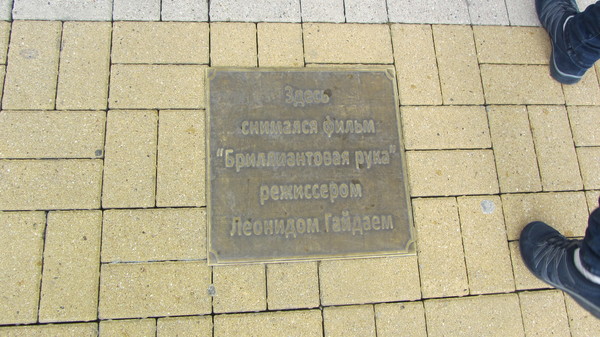 Здесь
снимался фильм
"Бриллиантовая рука"
режиссером
Леонидом Гайдаем